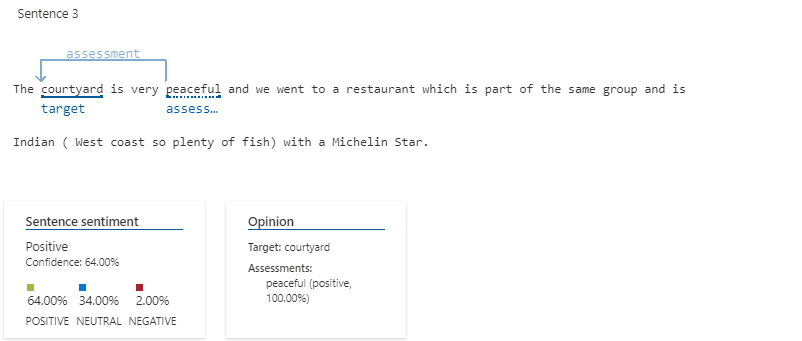 Sentence 3
assessment
The courtyard is very peaceful and we went to a restaurant which is part of the same group and is
target assess…
Indian ( West coast so plenty of fish) with a Michelin Star.
Sentence sentiment
Positive
Confidence: 64.00%
64.00% 34.00% 2.00%
POSITIVE NEUTRAL NEGATIVE
Opinion
Target: courtyard
Assessments:
peaceful (positive,
100.00%)